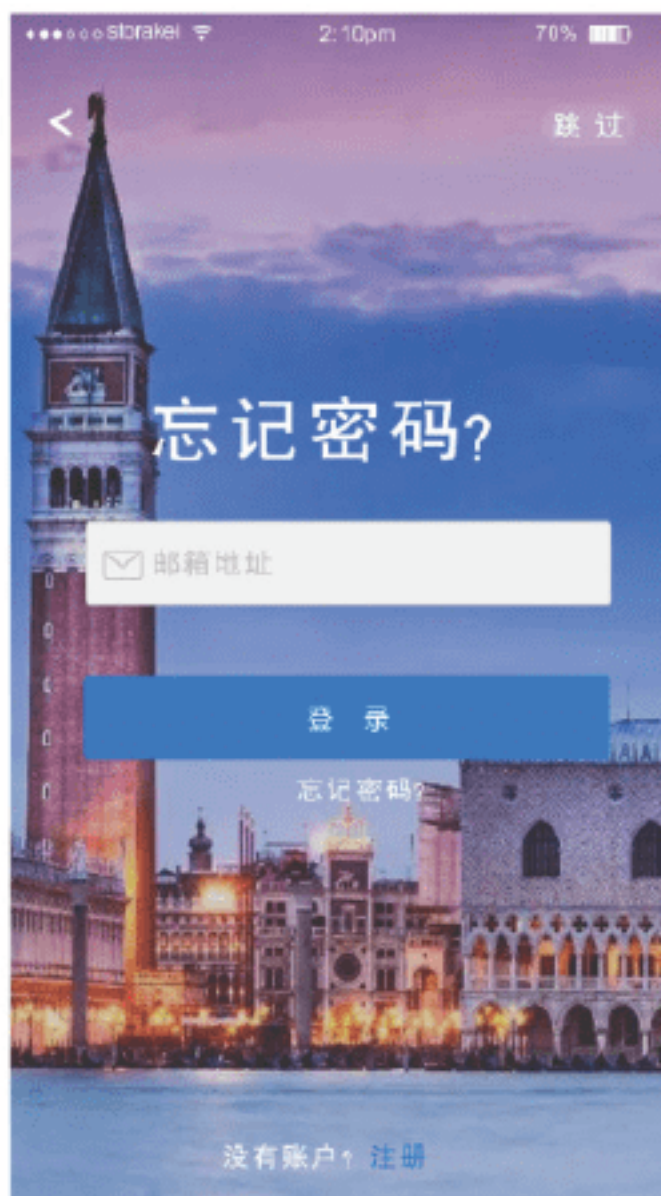 storakel 2:10pm 70%
< 跳 过
忘记密码?
邮箱地址
登 录
忘记密码?
没有账户? 注册